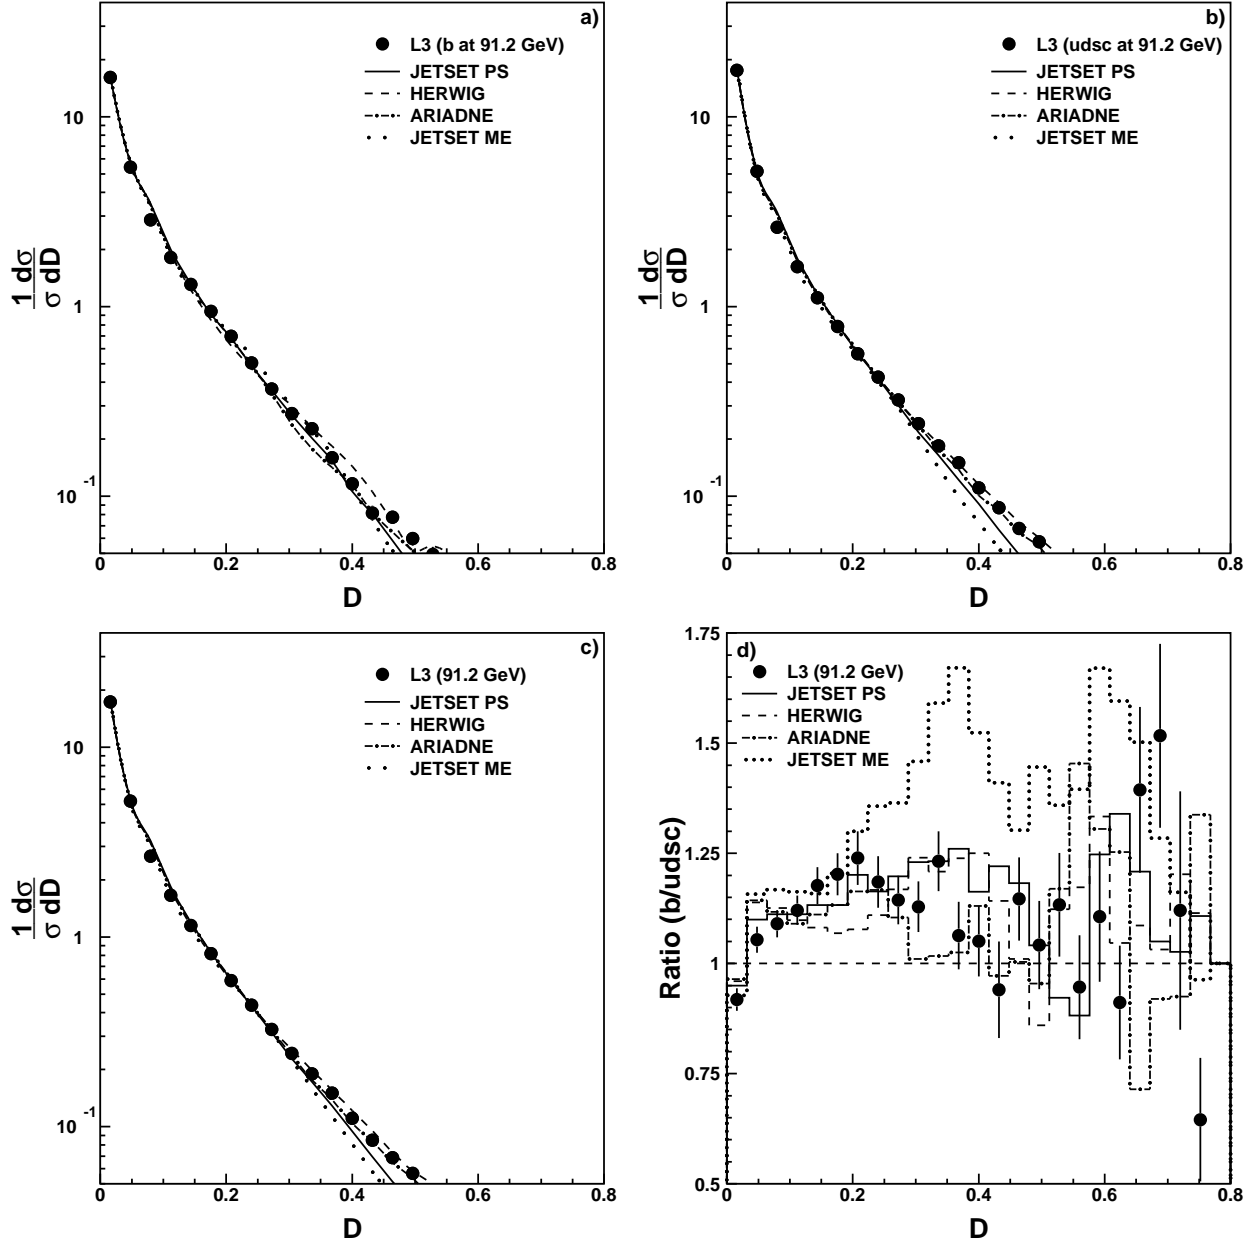 a)
L3 (b at 91.2 GeV)
JETSET PS
HERWIG
ARIADNE
JETSET ME
10
1
10 -1
1 dσ
σ dD
0 0.2 0.4 0.6 0.8
D
b)
L3 (udsc at 91.2 GeV)
JETSET PS
HERWIG
ARIADNE
JETSET ME
10
1
10 -1
1 dσ
σ dD
0 0.2 0.4 0.6 0.8
D
c)
L3 (91.2 GeV)
JETSET PS
HERWIG
ARIADNE
JETSET ME
10
1
10 -1
1 dσ
σ dD
0 0.2 0.4 0.6 0.8
D
d)
L3 (91.2 GeV)
JETSET PS
HERWIG
ARIADNE
JETSET ME
1.75
1.5
1.25
1
0.75
0.5
Ratio (b/udsc)
0 0.2 0.4 0.6 0.8
D